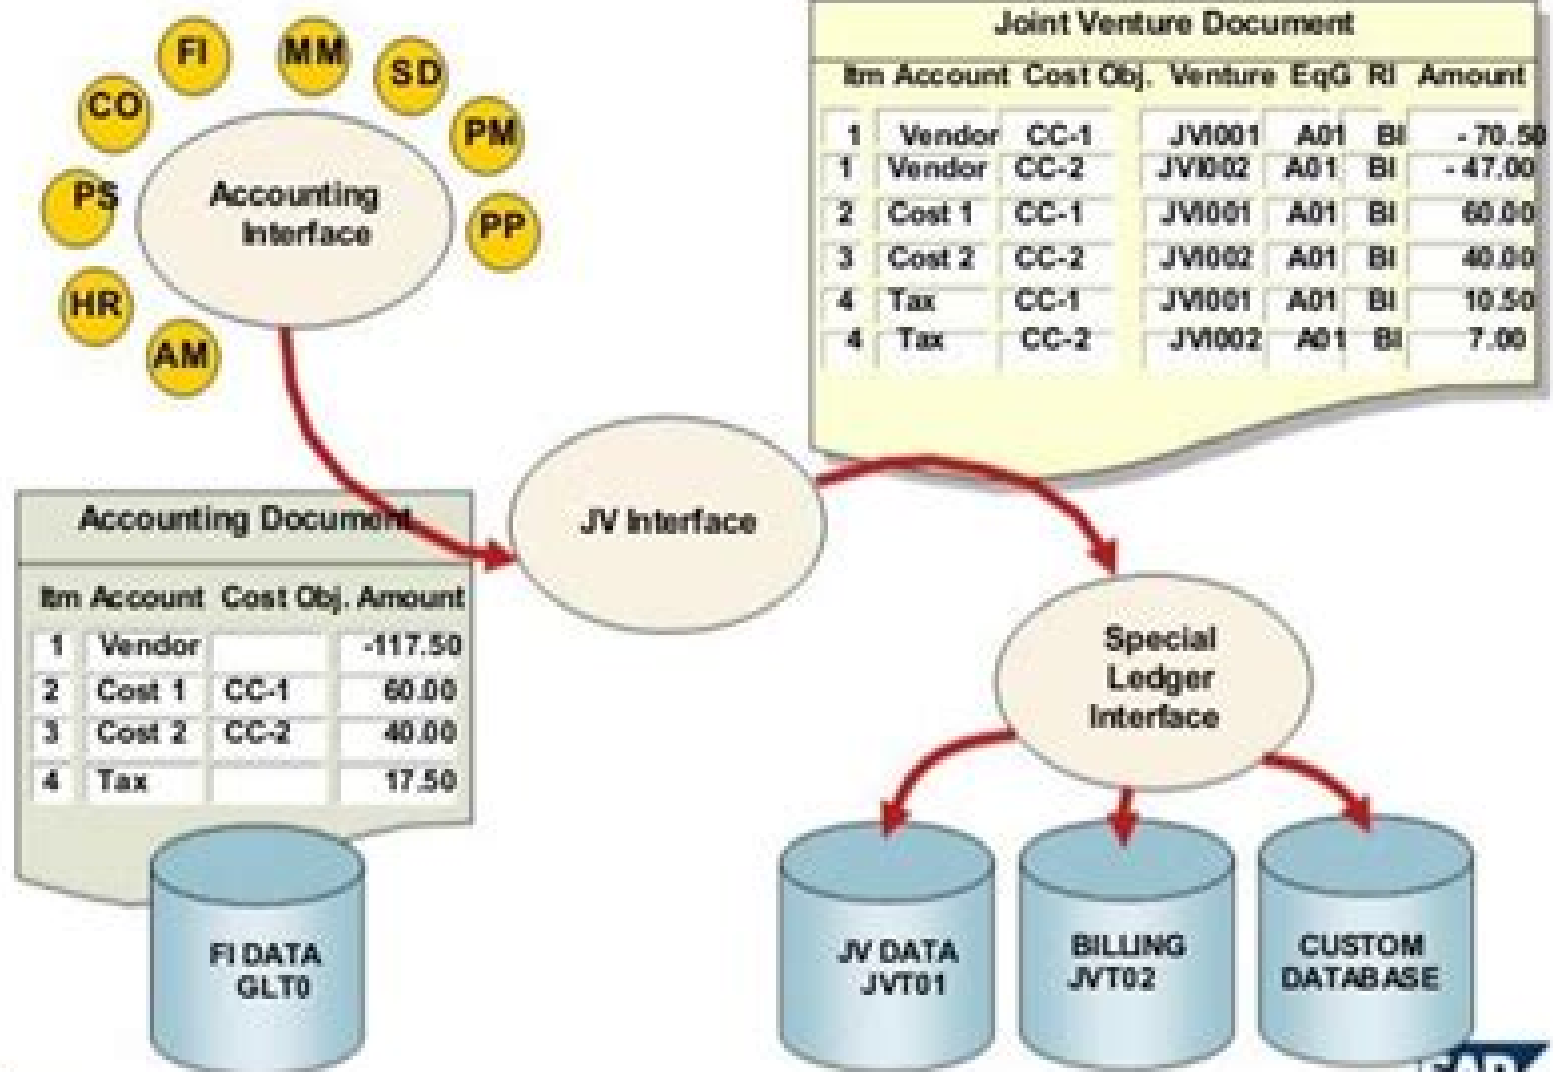 FI
MM
SD
CO
PM
PS
PP
HR
AM
Accounting
Interface
Joint Venture Document
Itm Account Cost Obj. Venture EqG RI Amount
1 Vendor CC-1 JVI001 A01 BI - 70.50
1 Vendor CC-2 JVI002 A01 BI - 47.00
2 Cost 1 CC-1 JVI001 A01 BI 60.00
3 Cost 2 CC-2 JVI002 A01 BI 40.00
4 Tax CC-1 JVI001 A01 BI 10.50
4 Tax CC-2 JVI002 A01 BI 7.00
JV Interface
Accounting Document
Itm Account Cost Obj. Amount
1 Vendor -117.50
2 Cost 1 CC-1 60.00
3 Cost 2 CC-2 40.00
4 Tax 17.50
Special
Ledger
Interface
FI DATA
GLT0
JV DATA
JVT01
BILLING
JVT02
CUSTOM
DATABASE
SAP